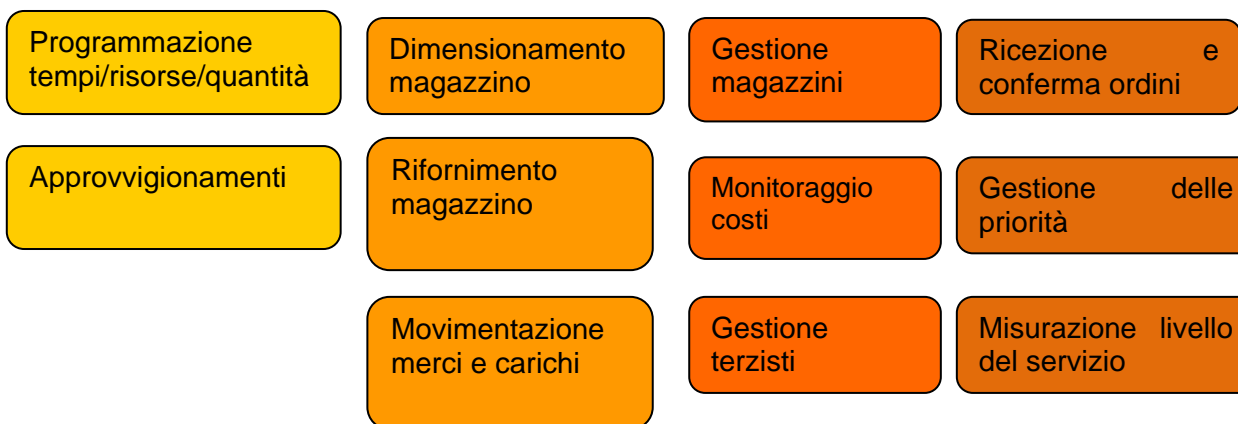 Programmazione
tempi/risorse/quantità
Approvvigionamenti
Dimensionamento
magazzino
Rifornimento
magazzino
Movimentazione
merci e carichi
Gestione
magazzini
Monitoraggio
costi
Gestione
terzisti
Ricezione e
conferma ordini
Gestione delle
priorità
Misurazione livello
del servizio